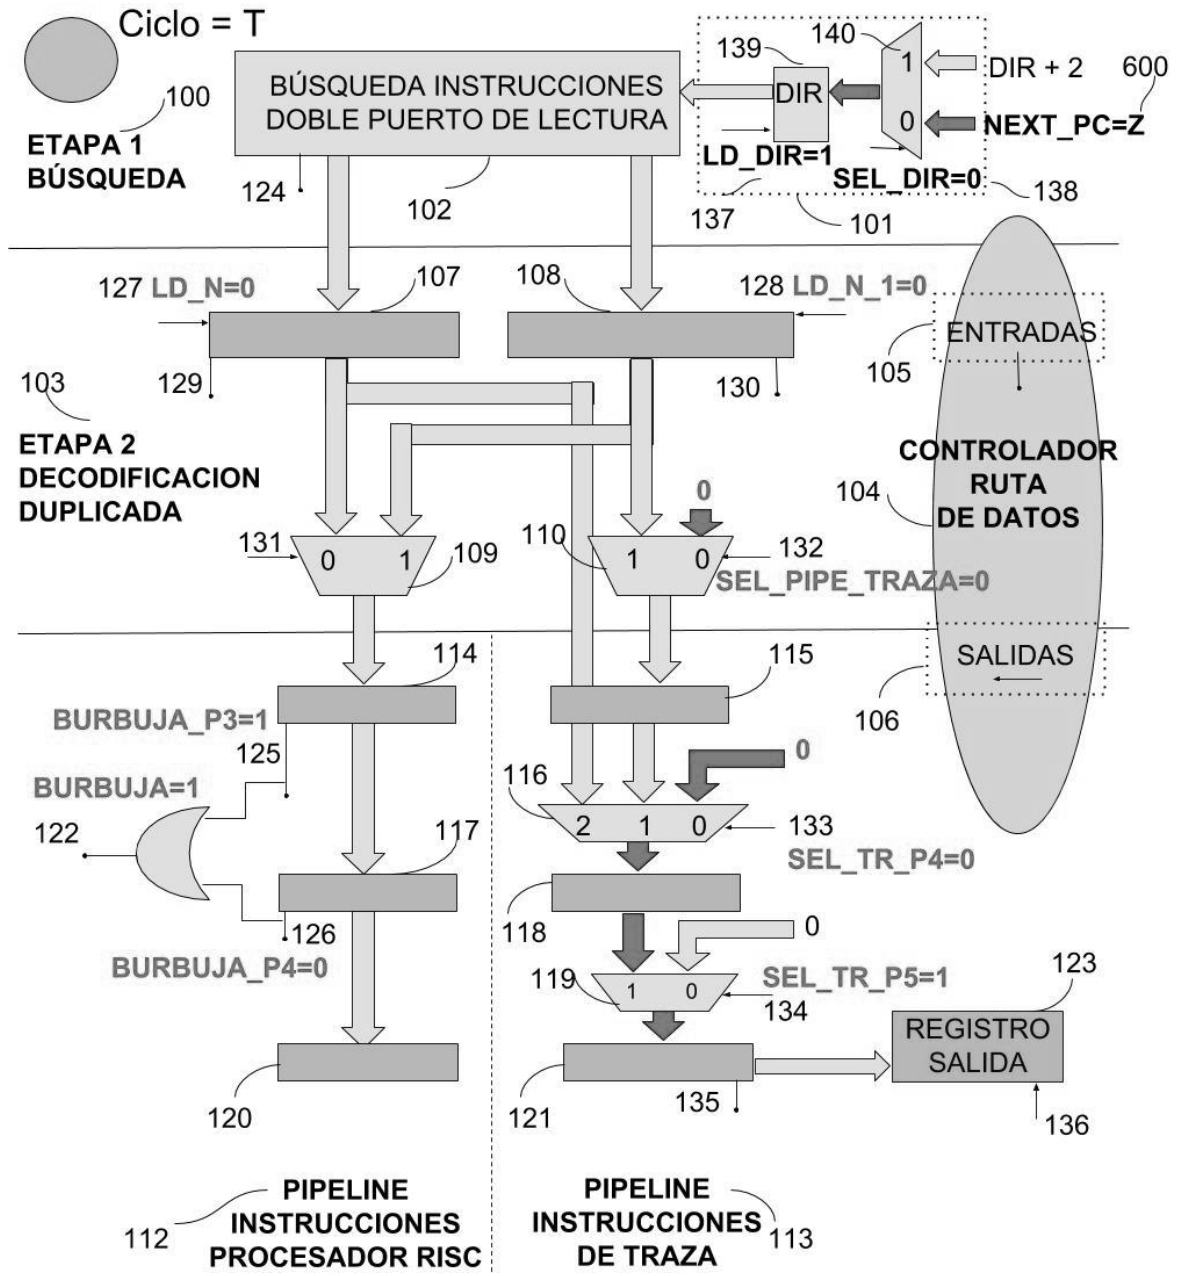 Ciclo = T
100
ETAPA 1
BÚSQUEDA
BÚSQUEDA INSTRUCCIONES
DOBLE PUERTO DE LECTURA
124
102
139
140
DIR
1
0
DIR + 2
600
NEXT_PC=Z
LD_DIR=1
SEL_DIR=0
137
101
138
127 LD_N=0
107
108
128 LD_N_1=0
129
130
105
ENTRADAS
103
ETAPA 2
DECODIFICACION
DUPLICADA
104
CONTROLADOR
RUTA
DE DATOS
0
131
0 1
109
110
1 0
132
SEL_PIPE_TRAZA=0
114
115
SALIDAS
106
BURBUJA_P3=1
125
BURBUJA=1
122
0
116
2 1 0
133
SEL_TR_P4=0
117
126
BURBUJA_P4=0
118
0
119
1 0
SEL_TR_P5=1
134
123
REGISTRO
SALIDA
120
121
135
136
112
PIPELINE
INSTRUCCIONES
PROCESADOR RISC
PIPELINE
INSTRUCCIONES
DE TRAZA
113